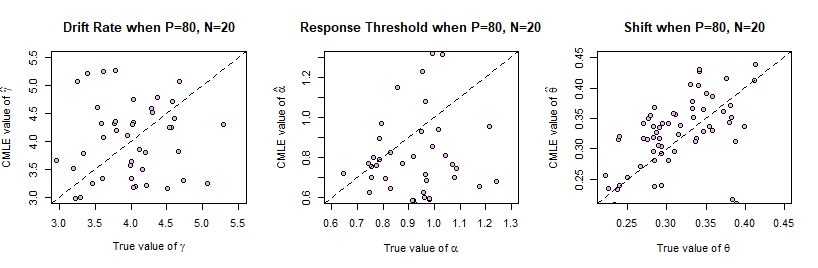 Drift Rate when P=80, N=20
CMLE value of γ̂
5.5
5.0
4.5
4.0
3.5
3.0
3.0 3.5 4.0 4.5 5.0 5.5
True value of γ
Response Threshold when P=80, N=20
CMLE value of α̂
1.2
1.0
0.8
0.6
0.6 0.7 0.8 0.9 1.0 1.1 1.2 1.3
True value of α
Shift when P=80, N=20
CMLE value of θ̂
0.45
0.40
0.35
0.30
0.25
0.25 0.30 0.35 0.40 0.45
True value of θ